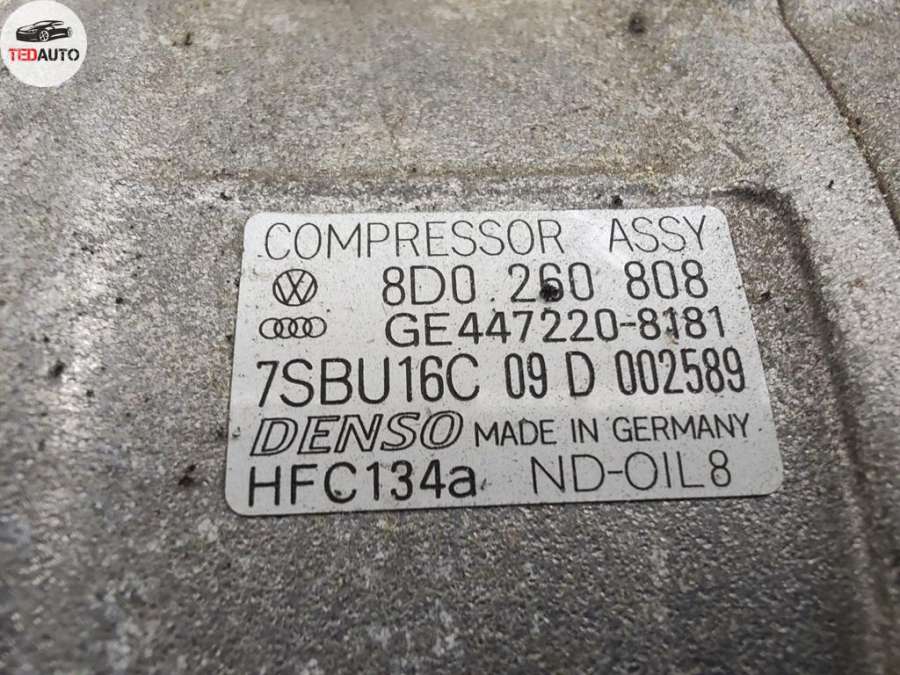 TEDAUTO
COMPRESSOR ASSY
8D0 260 808
GE447220-8181
7SBU16C 09 D 002589
DENSO MADE IN GERMANY
HFC134a ND-OIL8